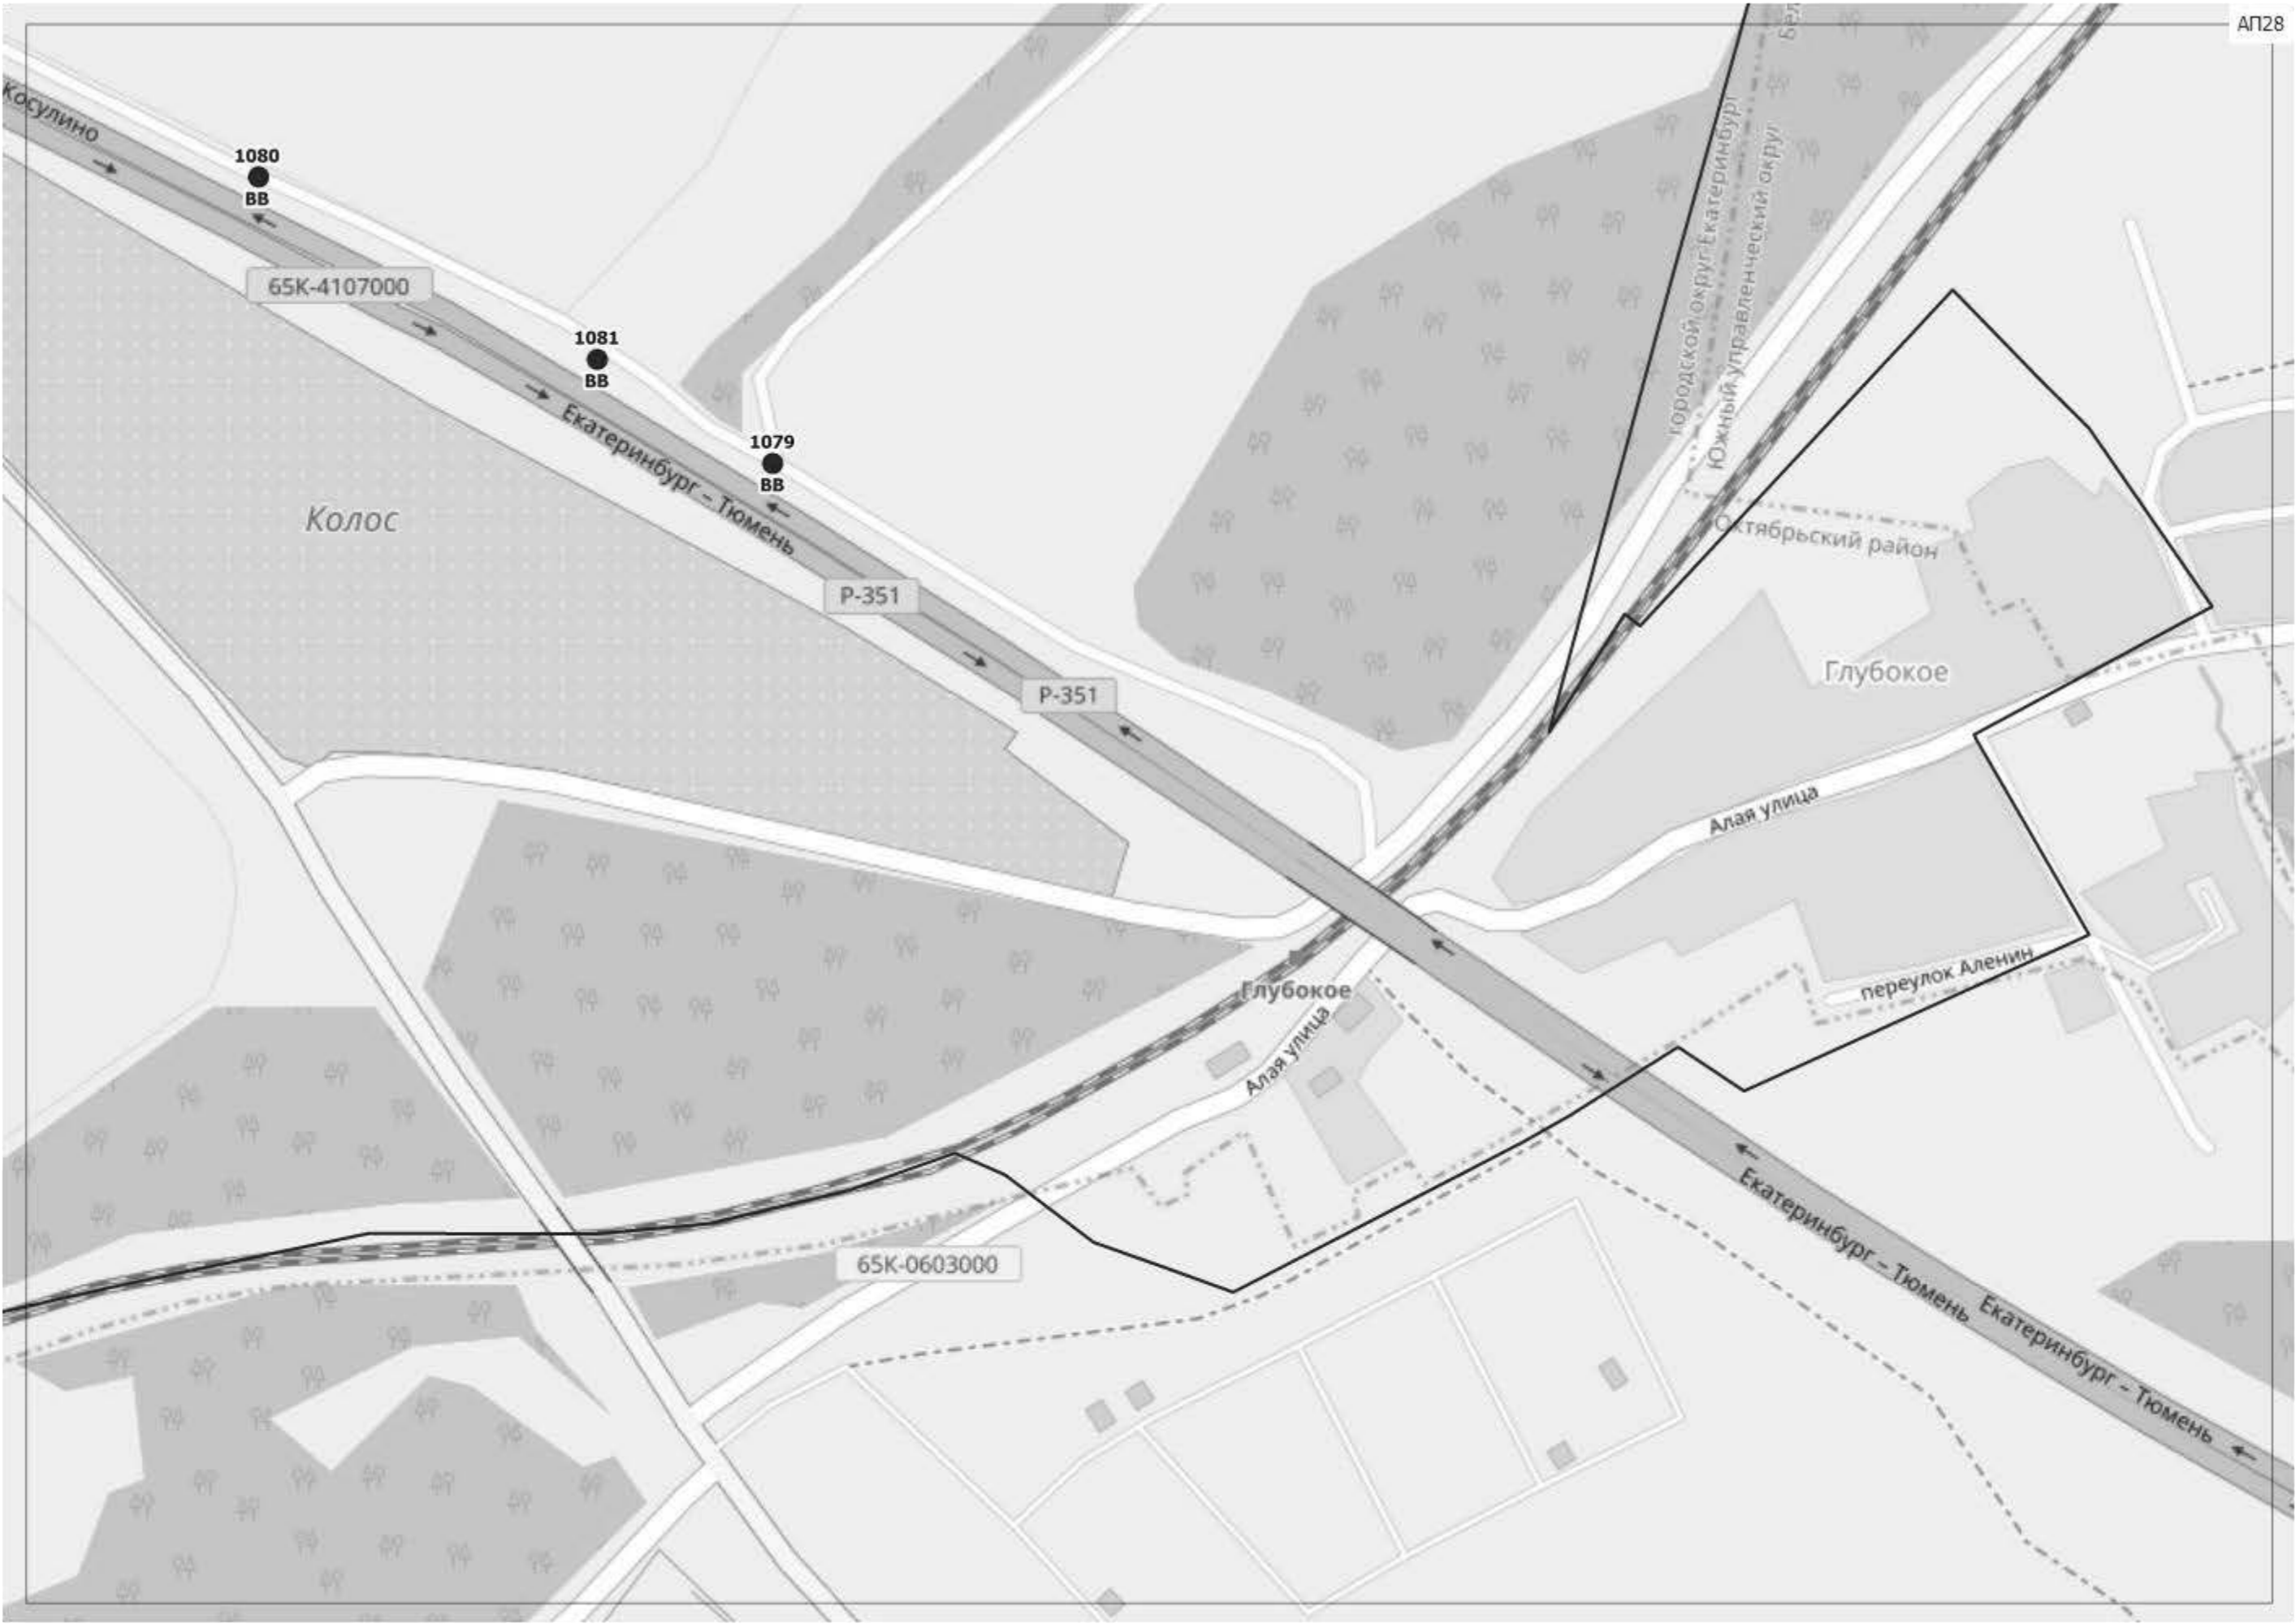 АП28
Косулино
1080
ВВ
65К-4107000
1081
ВВ
1079
ВВ
Екатеринбург – Тюмень
Колос
городской округ Екатеринбург
Южный управленческий округ
Октябрьский район
Р-351
Р-351
Глубокое
Алая улица
переулок Аленин
Глубокое
Алая улица
65К-0603000
Екатеринбург – Тюмень
Екатеринбург – Тюмень